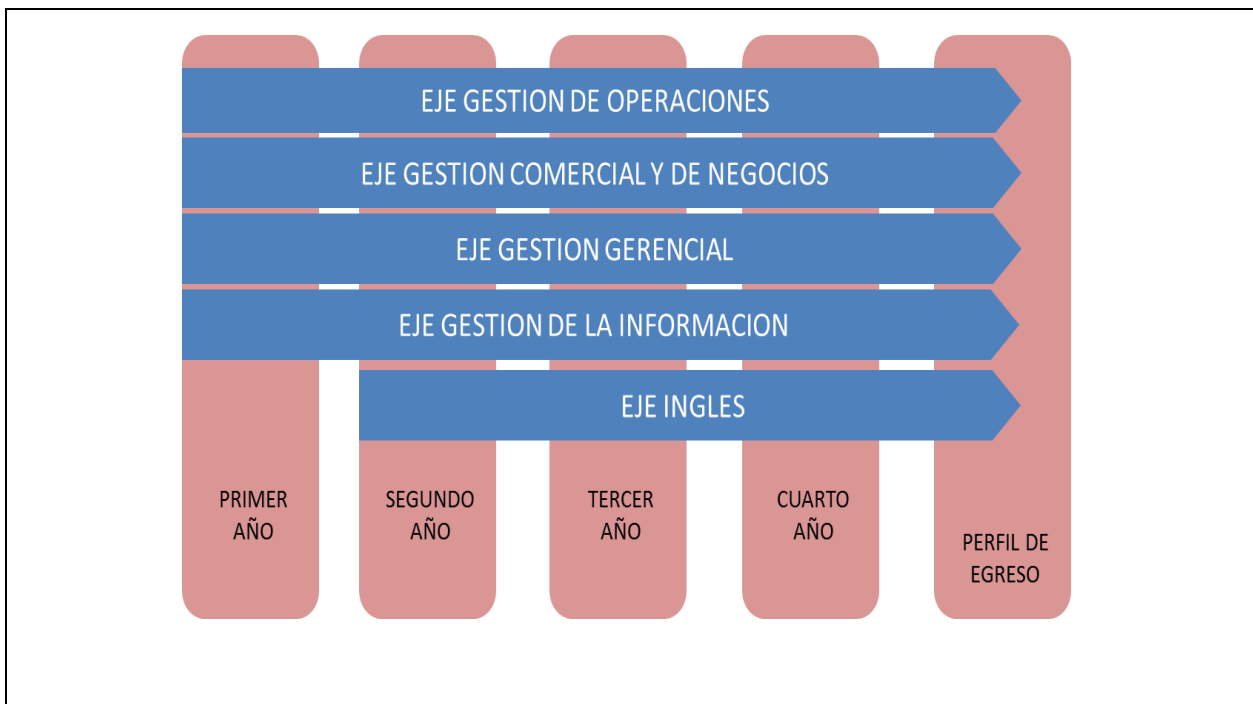 EJE GESTION DE OPERACIONES
EJE GESTION COMERCIAL Y DE NEGOCIOS
EJE GESTION GERENCIAL
EJE GESTION DE LA INFORMACION
EJE INGLES
PRIMER
AÑO
SEGUNDO
AÑO
TERCER
AÑO
CUARTO
AÑO
PERFIL DE
EGRESO